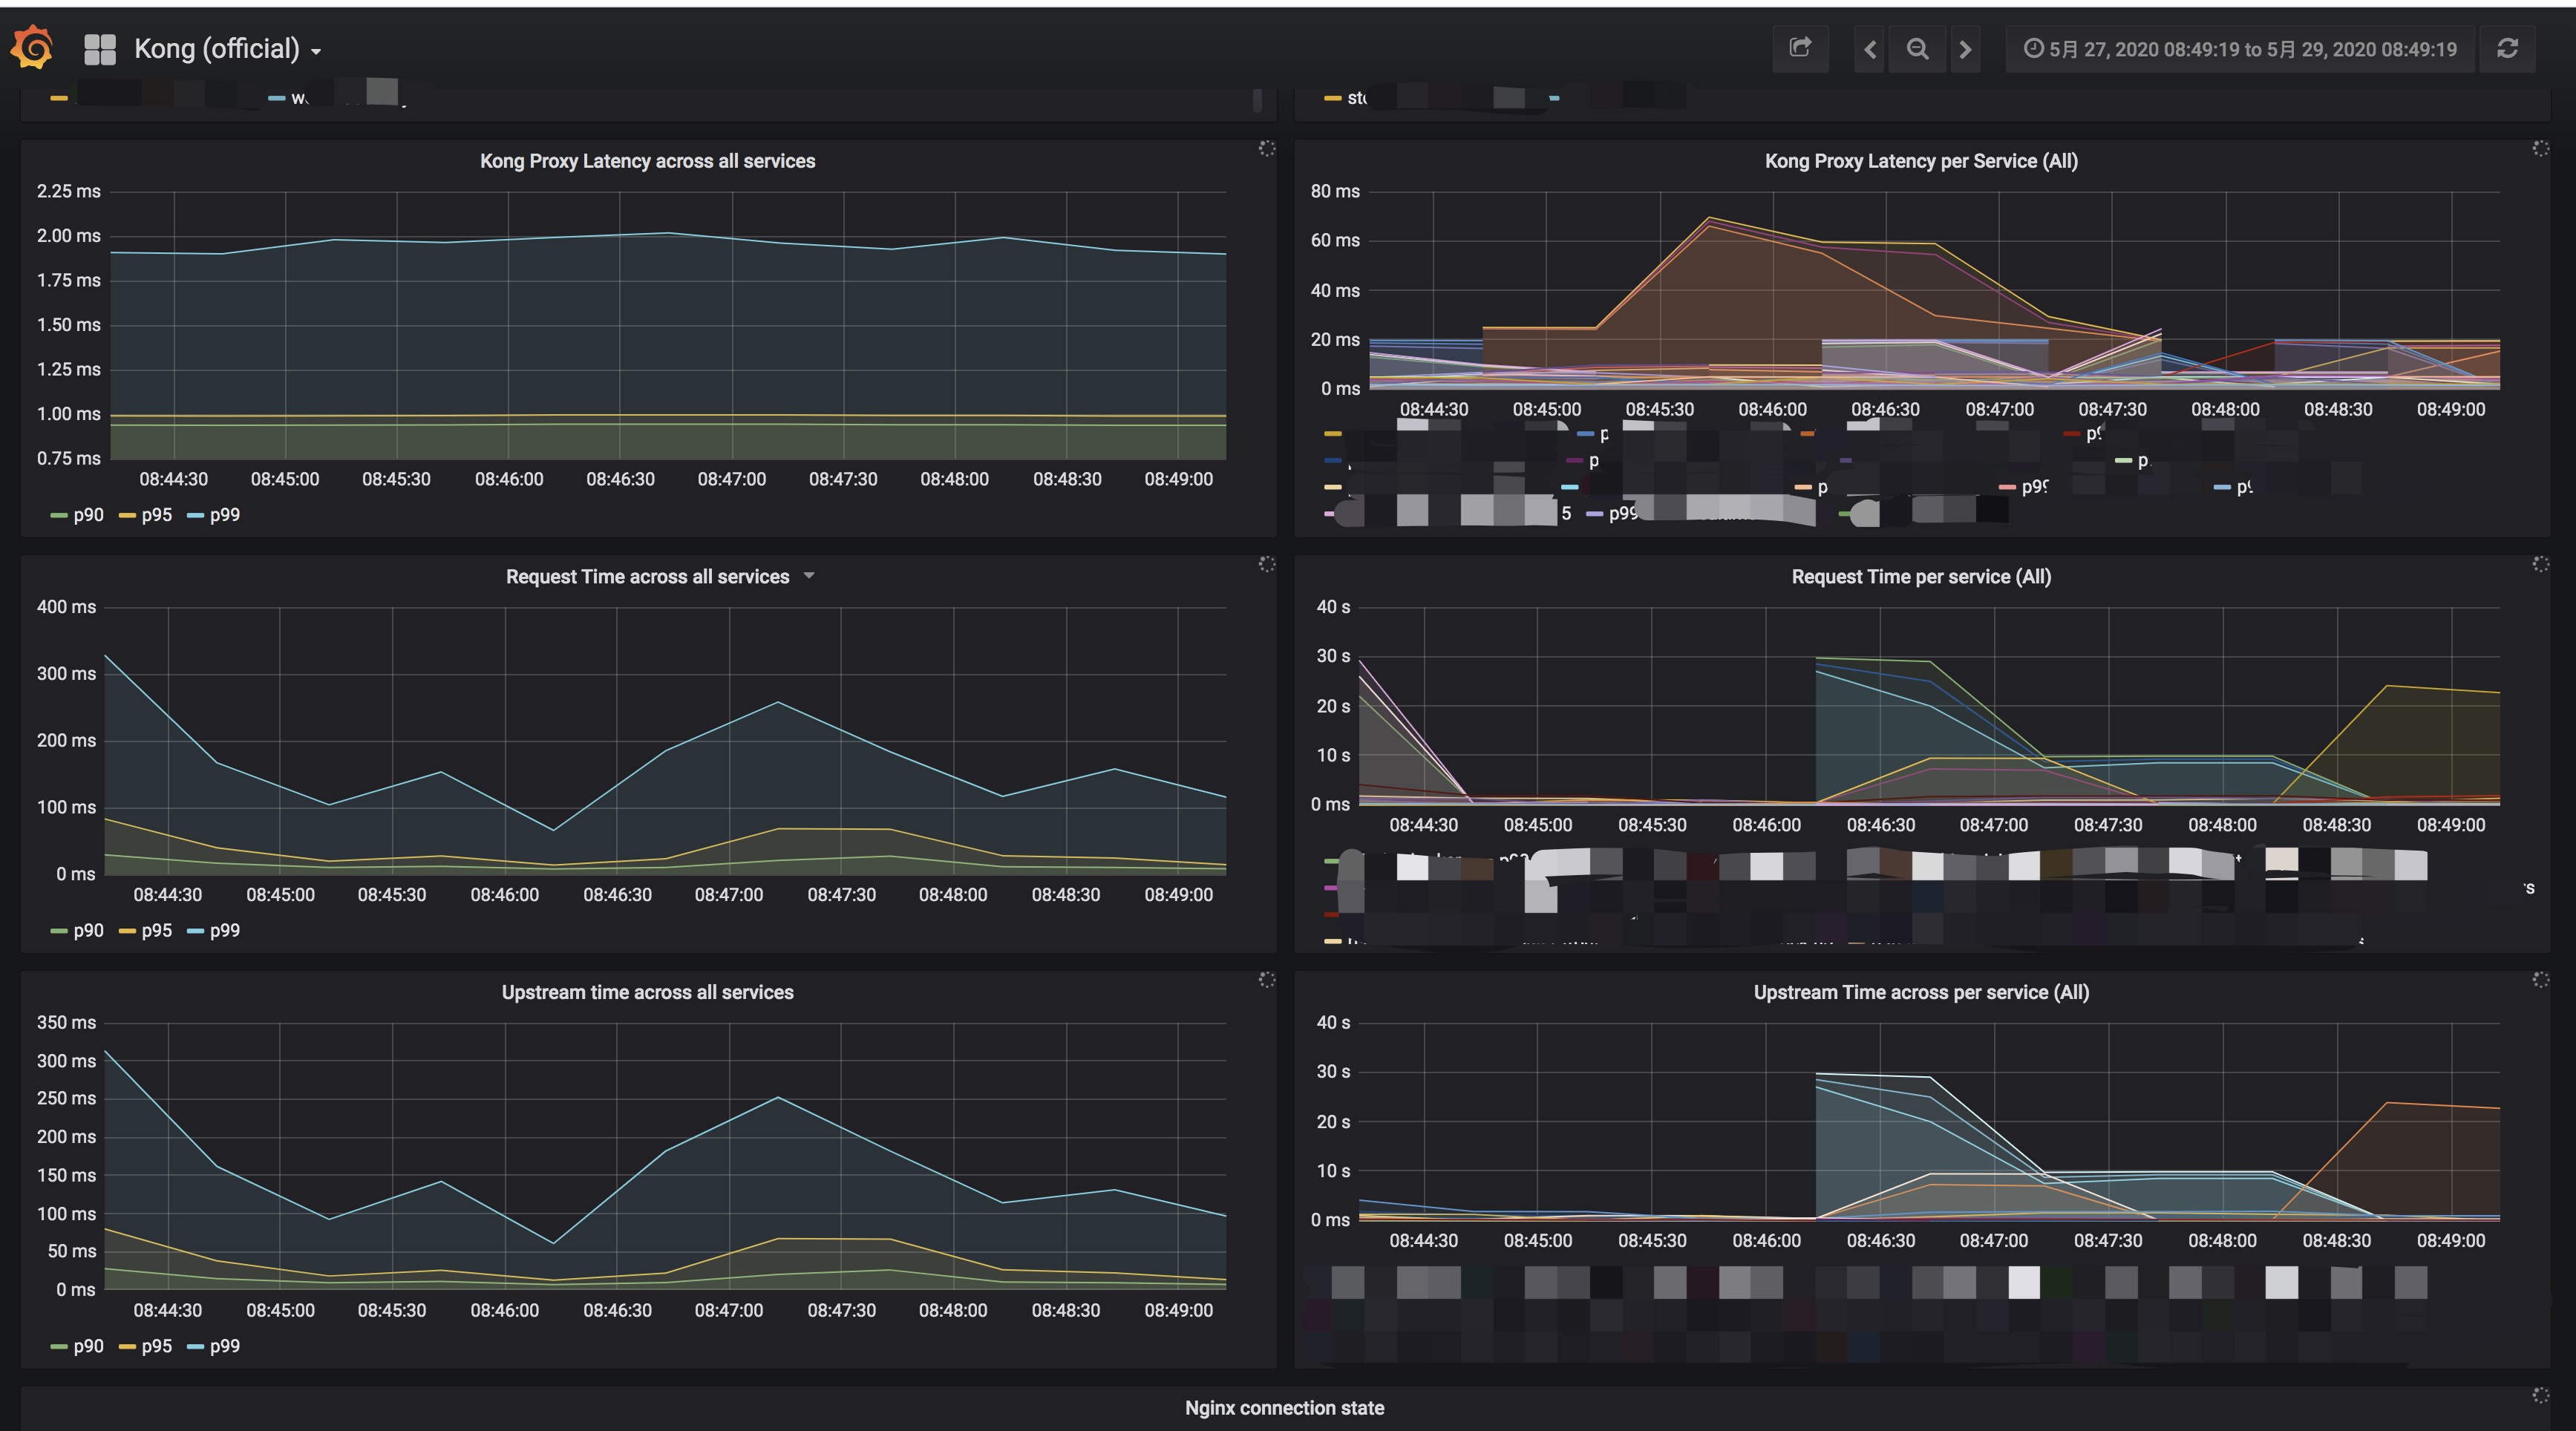 Kong (official)
5月 27, 2020 08:49:19 to 5月 29, 2020 08:49:19
Kong Proxy Latency across all services
2.25 ms
2.00 ms
1.75 ms
1.50 ms
1.25 ms
1.00 ms
0.75 ms
08:44:30 08:45:00 08:45:30 08:46:00 08:46:30 08:47:00 08:47:30 08:48:00 08:48:30 08:49:00
p90 p95 p99
Kong Proxy Latency per Service (All)
80 ms
60 ms
40 ms
20 ms
0 ms
08:44:30 08:45:00 08:45:30 08:46:00 08:46:30 08:47:00 08:47:30 08:48:00 08:48:30 08:49:00
5 p99
Request Time across all services
400 ms
300 ms
200 ms
100 ms
0 ms
08:44:30 08:45:00 08:45:30 08:46:00 08:46:30 08:47:00 08:47:30 08:48:00 08:48:30 08:49:00
p90 p95 p99
Request Time per service (All)
40 s
30 s
20 s
10 s
0 ms
08:44:30 08:45:00 08:45:30 08:46:00 08:46:30 08:47:00 08:47:30 08:48:00 08:48:30 08:49:00
Upstream time across all services
350 ms
300 ms
250 ms
200 ms
150 ms
100 ms
50 ms
0 ms
08:44:30 08:45:00 08:45:30 08:46:00 08:46:30 08:47:00 08:47:30 08:48:00 08:48:30 08:49:00
p90 p95 p99
Upstream Time across per service (All)
40 s
30 s
20 s
10 s
0 ms
08:44:30 08:45:00 08:45:30 08:46:00 08:46:30 08:47:00 08:47:30 08:48:00 08:48:30 08:49:00
Nginx connection state